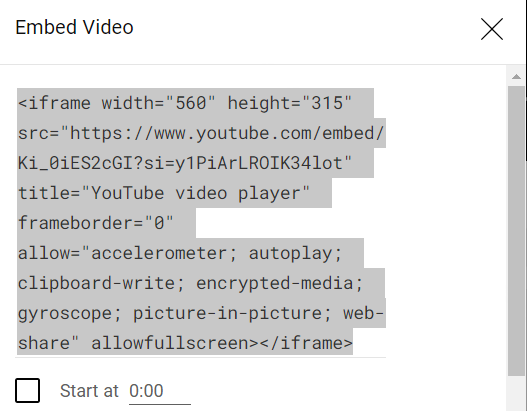 Embed Video
<iframe width="560" height="315"
src="https://www.youtube.com/embed/
Ki_0iES2cGI?si=y1PiArLROIK34lot"
title="YouTube video player"
frameborder="0"
allow="accelerometer; autoplay;
clipboard-write; encrypted-media;
gyroscope; picture-in-picture; web-
share" allowfullscreen></iframe>
Start at 0:00